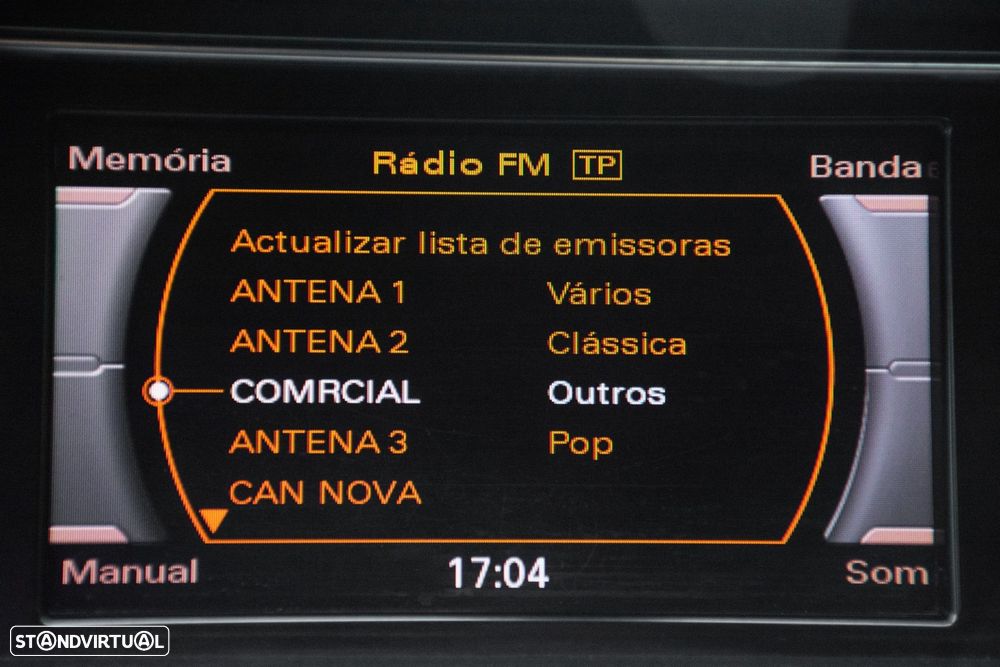 Memória Rádio FM TP Banda
Actualizar lista de emissoras
ANTENA 1 Vários
ANTENA 2 Clássica
COMRCIAL Outros
ANTENA 3 Pop
CAN NOVA
Manual 17:04 Som
STANDVIRTUAL